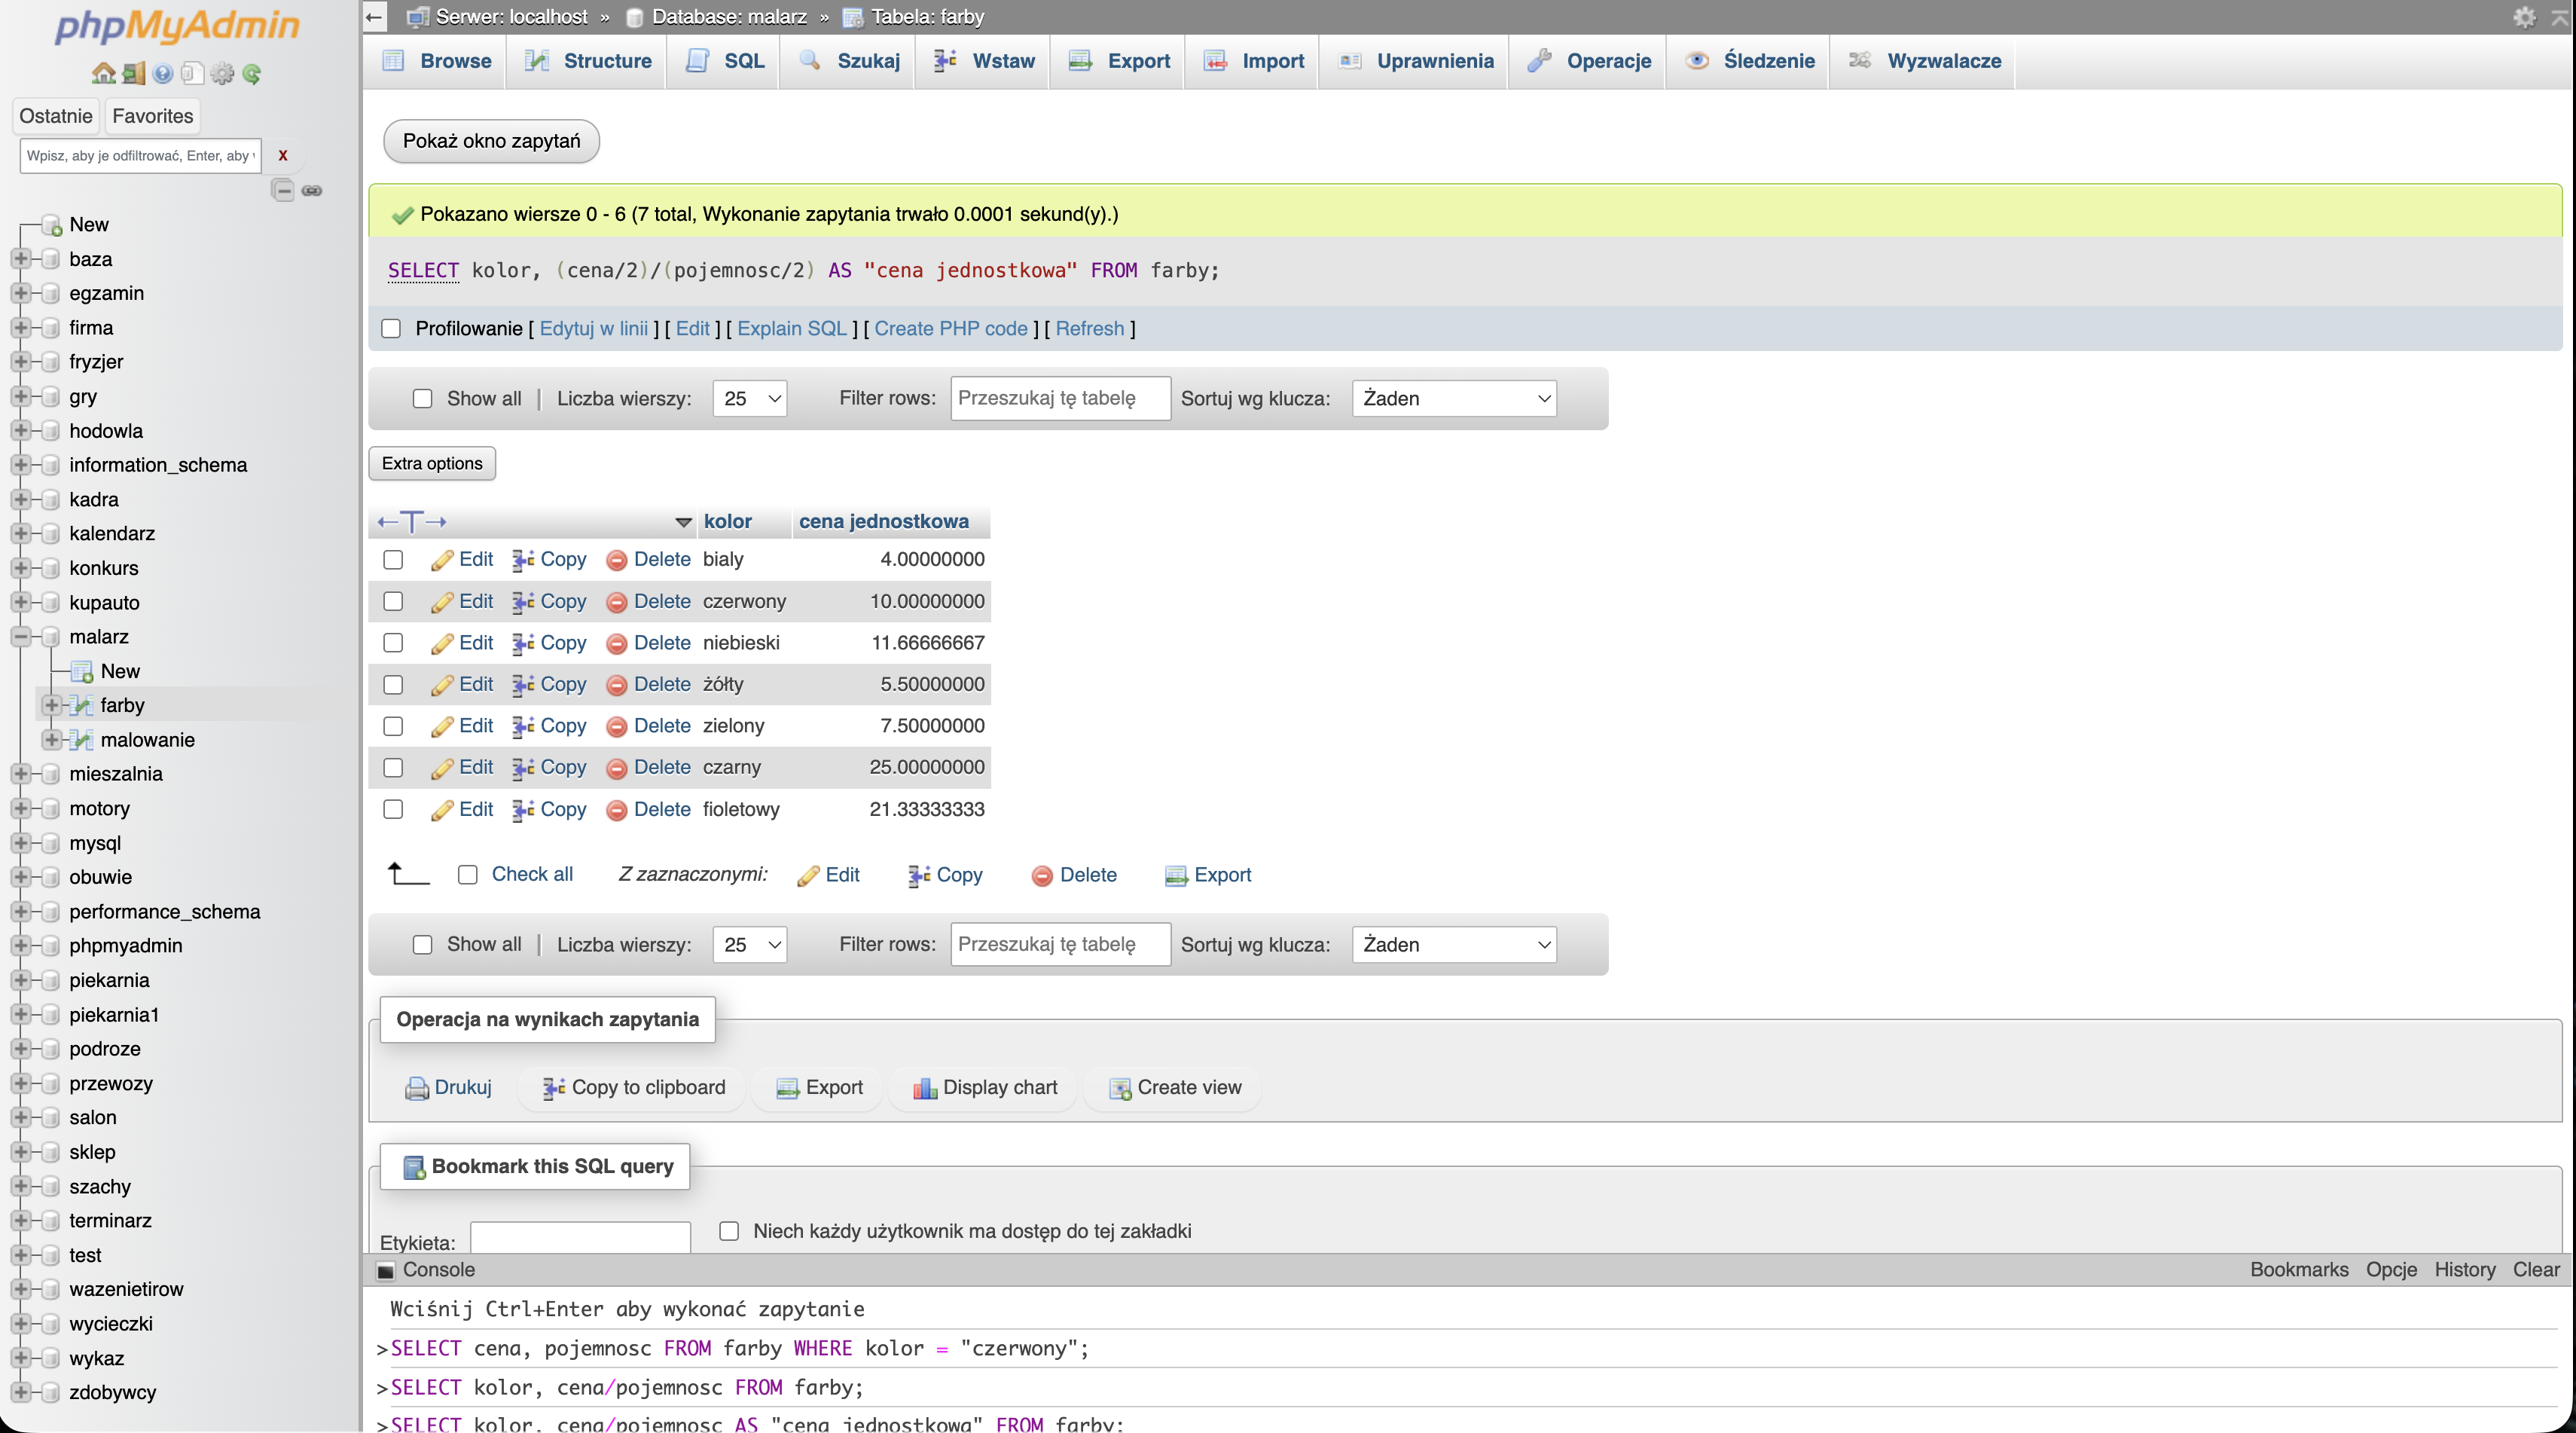 phpMyAdmin
Ostatnie Favorites
Wpisz, aby je odfiltrować, Enter, aby
X
New
baza
egzamin
firma
fryzjer
gry
hodowla
information_schema
kadra
kalendarz
konkurs
kupauto
malarz
New
farby
malowanie
mieszalnia
motory
mysql
obuwie
performance_schema
phpmyadmin
piekarnia
piekarnia1
podroze
przewozy
salon
sklep
szachy
terminarz
test
wazenietirow
wycieczki
wykaz
zdobywcy
Serwer: localhost » Database: malarz » Tabela: farby
Browse Structure SQL Szukaj Wstaw Export Import Uprawnienia Operacje Śledzenie Wyzwalacze
Pokaż okno zapytań
Pokazano wiersze 0 - 6 (7 total, Wykonanie zapytania trwało 0.0001 sekund(y).)
SELECT kolor, (cena/2)/(pojemnosc/2) AS "cena jednostkowa" FROM farby;
Profilowanie [ Edytuj w linii ] [ Edit ] [ Explain SQL ] [ Create PHP code ] [ Refresh ]
Show all | Liczba wierszy: 25 Filter rows: Przeszukaj tę tabelę Sortuj wg klucza: Żaden
Extra options
←T→ kolor cena jednostkowa
Edit Copy Delete bialy 4.00000000
Edit Copy Delete czerwony 10.00000000
Edit Copy Delete niebieski 11.66666667
Edit Copy Delete żółty 5.50000000
Edit Copy Delete zielony 7.50000000
Edit Copy Delete czarny 25.00000000
Edit Copy Delete fioletowy 21.33333333
Check all Z zaznaczonymi: Edit Copy Delete Export
Show all | Liczba wierszy: 25 Filter rows: Przeszukaj tę tabelę Sortuj wg klucza: Żaden
Operacja na wynikach zapytania
Drukuj Copy to clipboard Export Display chart Create view
Bookmark this SQL query
Etykieta: Niech każdy użytkownik ma dostęp do tej zakładki
Console Bookmarks Opcje History Clear
Wciśnij Ctrl+Enter aby wykonać zapytanie
>SELECT cena, pojemnosc FROM farby WHERE kolor = "czerwony";
>SELECT kolor, cena/pojemnosc FROM farby;
>SELECT kolor, cena/pojemnosc AS "cena jednostkowa" FROM farby;